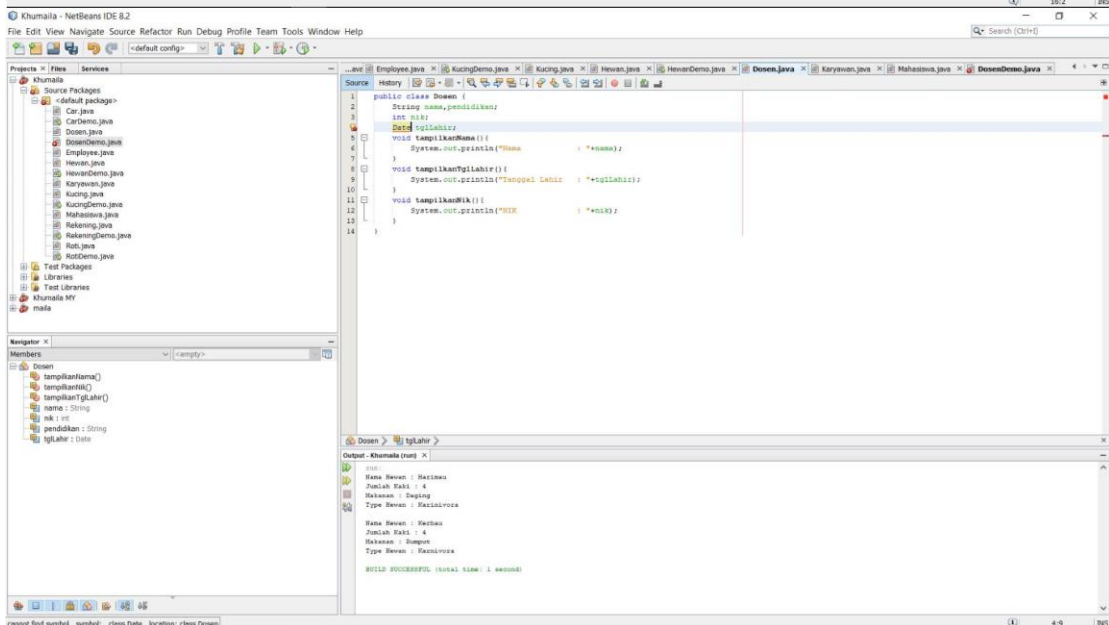 16:2 INS
Khumaila - NetBeans IDE 8.2
File Edit View Navigate Source Refactor Run Debug Profile Team Tools Window Help
Search (Ctrl+I)
<default config>
Projects × Files Services
Khumaila
Source Packages
<default package>
Car.java
CarDemo.java
Dosen.java
DosenDemo.java
Employee.java
Hewan.java
HewanDemo.java
Karyawan.java
Kucing.java
KucingDemo.java
Mahasiswa.java
Rekening.java
RekeningDemo.java
Roti.java
RotiDemo.java
Test Packages
Libraries
Test Libraries
Khumaila MY
maila
Navigator ×
Members <empty>
Dosen
tampilkanNama()
tampilkanNik()
tampilkanTglLahir()
nama : String
nik : int
pendidikan : String
tglLahir : Date
...ave Employee.java × KucingDemo.java × Kucing.java × Hewan.java × HewanDemo.java × Dosen.java × Karyawan.java × Mahasiswa.java × DosenDemo.java ×
Source History
1 public class Dosen {
2 String nama,pendidikan;
3 int nik;
Date tglLahir;
5 void tampilkanNama(){
6 System.out.println("Nama : "+nama);
7 }
8 void tampilkanTglLahir(){
9 System.out.println("Tanggal Lahir : "+tglLahir);
10 }
11 void tampilkanNik(){
12 System.out.println("NIK : "+nik);
13 }
14 }
Dosen > tglLahir >
Output - Khumaila (run) ×
run:
Nama Hewan : Harimau
Jumlah Kaki : 4
Makanan : Daging
Type Hewan : Karinivora
Nama Hewan : Kerbau
Jumlah Kaki : 4
Makanan : Rumput
Type Hewan : Karnivora
BUILD SUCCESSFUL (total time: 1 second)
cannot find symbol symbol: class Date location: class Dosen
4:9 INS